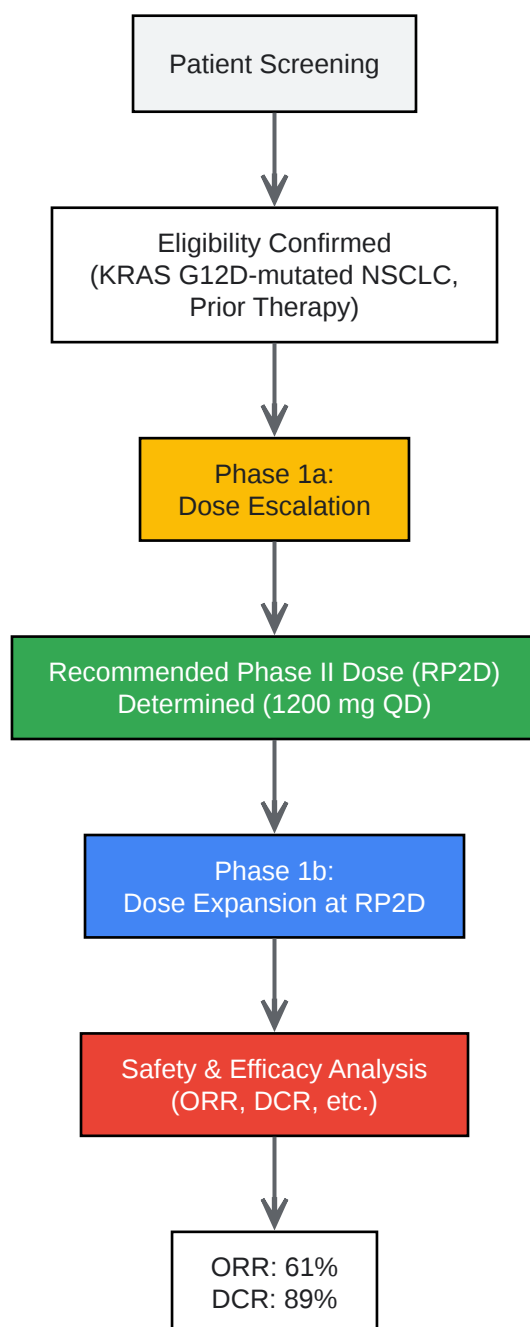 Patient Screening
Eligibility Confirmed
(KRAS G12D-mutated NSCLC,
Prior Therapy)
Phase 1a:
Dose Escalation
Recommended Phase II Dose (RP2D)
Determined (1200 mg QD)
Phase 1b:
Dose Expansion at RP2D
Safety & Efficacy Analysis
(ORR, DCR, etc.)
ORR: 61%
DCR: 89%